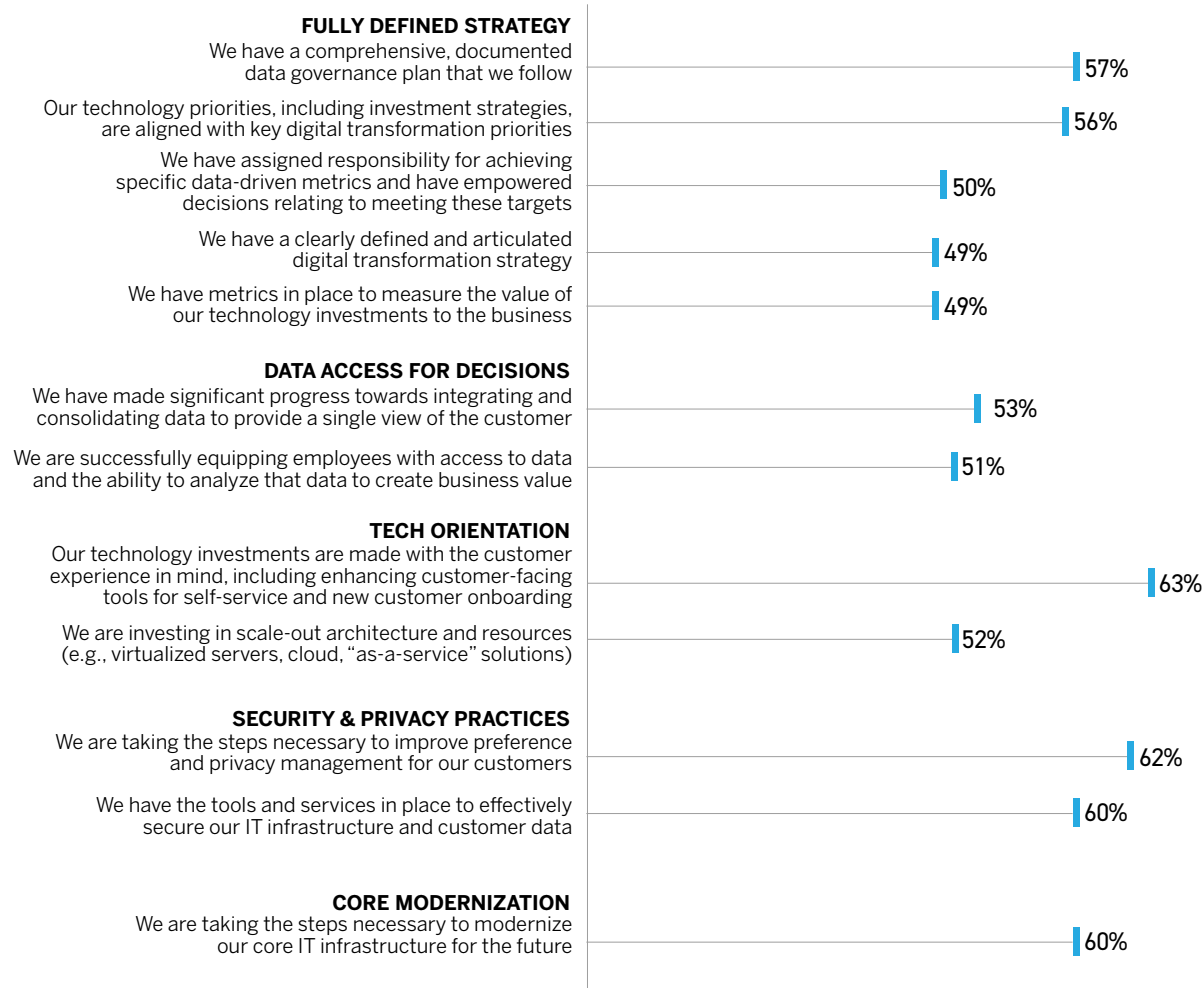 FULLY DEFINED STRATEGY
We have a comprehensive, documented
data governance plan that we follow
57%
Our technology priorities, including investment strategies,
are aligned with key digital transformation priorities
56%
We have assigned responsibility for achieving
specific data-driven metrics and have empowered
decisions relating to meeting these targets
50%
We have a clearly defined and articulated
digital transformation strategy
49%
We have metrics in place to measure the value of
our technology investments to the business
49%
DATA ACCESS FOR DECISIONS
We have made significant progress towards integrating and
consolidating data to provide a single view of the customer
53%
We are successfully equipping employees with access to data
and the ability to analyze that data to create business value
51%
TECH ORIENTATION
Our technology investments are made with the customer
experience in mind, including enhancing customer-facing
tools for self-service and new customer onboarding
63%
We are investing in scale-out architecture and resources
(e.g., virtualized servers, cloud, “as-a-service” solutions)
52%
SECURITY & PRIVACY PRACTICES
We are taking the steps necessary to improve preference
and privacy management for our customers
62%
We have the tools and services in place to effectively
secure our IT infrastructure and customer data
60%
CORE MODERNIZATION
We are taking the steps necessary to modernize
our core IT infrastructure for the future
60%